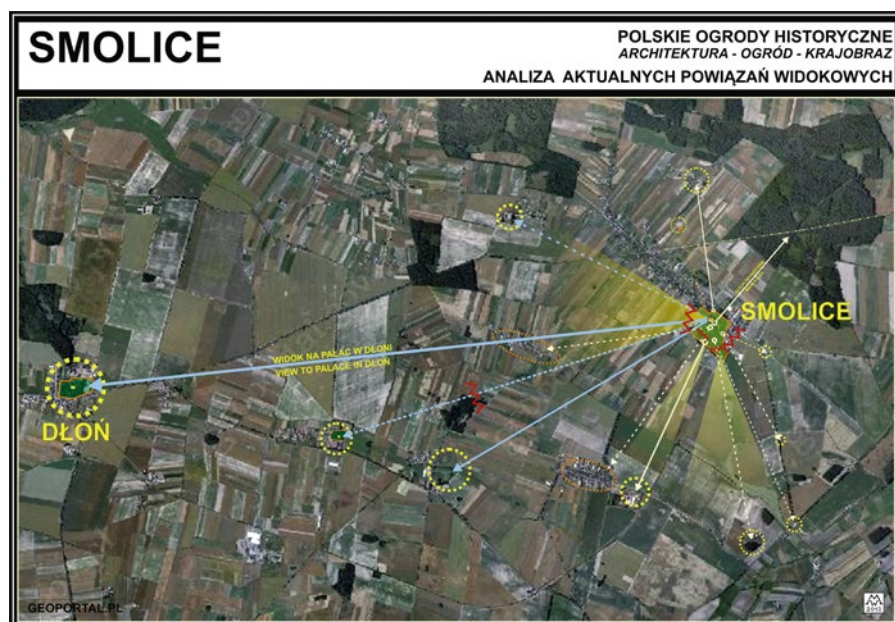 SMOLICE
POLSKIE OGRODY HISTORYCZNE
ARCHITEKTURA - OGRÓD - KRAJOBRAZ
ANALIZA AKTUALNYCH POWIĄZAŃ WIDOKOWYCH
SMOLICE
WIDOK NA PAŁAC W DŁONI
VIEW TO PALACE IN DŁOŃ
DŁOŃ
GEOPORTAL.PL